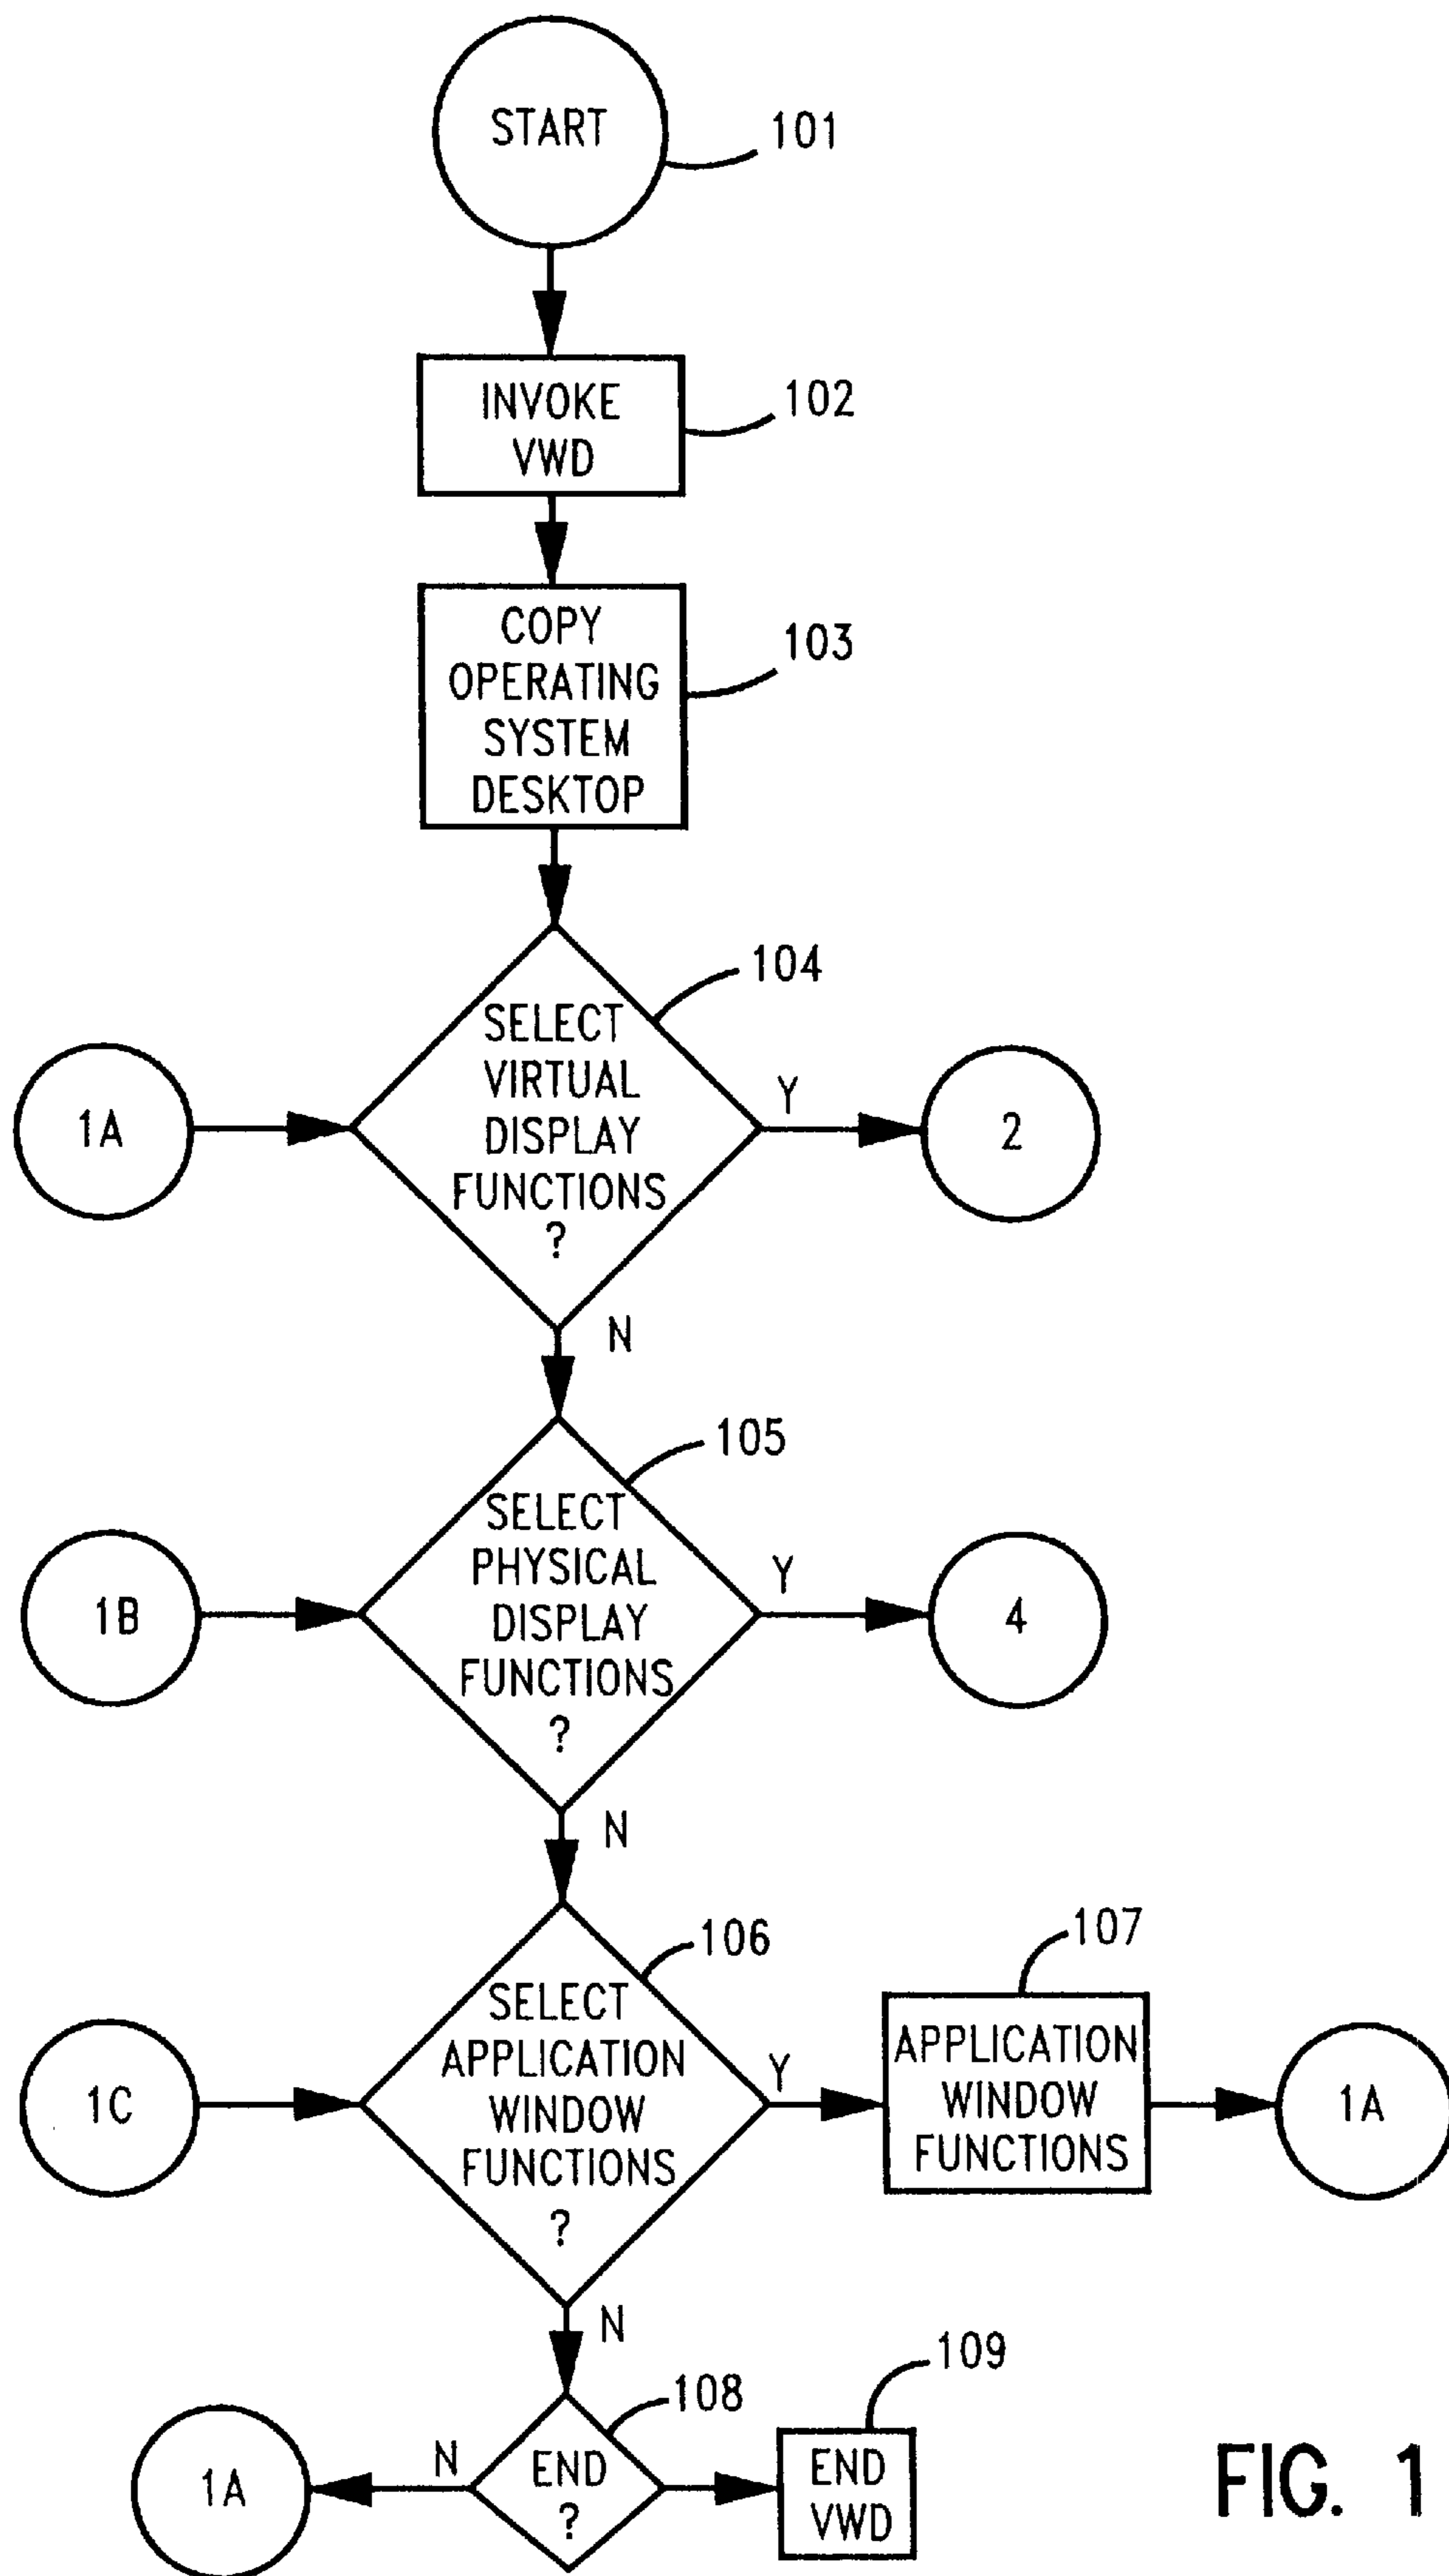 START
101
INVOKE
VWD
102
COPY
OPERATING
SYSTEM
DESKTOP
103
104
SELECT
VIRTUAL
DISPLAY
FUNCTIONS
?
1A
Y
2
N
105
SELECT
PHYSICAL
DISPLAY
FUNCTIONS
?
1B
Y
4
N
106
SELECT
APPLICATION
WINDOW
FUNCTIONS
?
1C
Y
107
APPLICATION
WINDOW
FUNCTIONS
1A
N
108
END
?
N
1A
109
END
VWD
FIG. 1